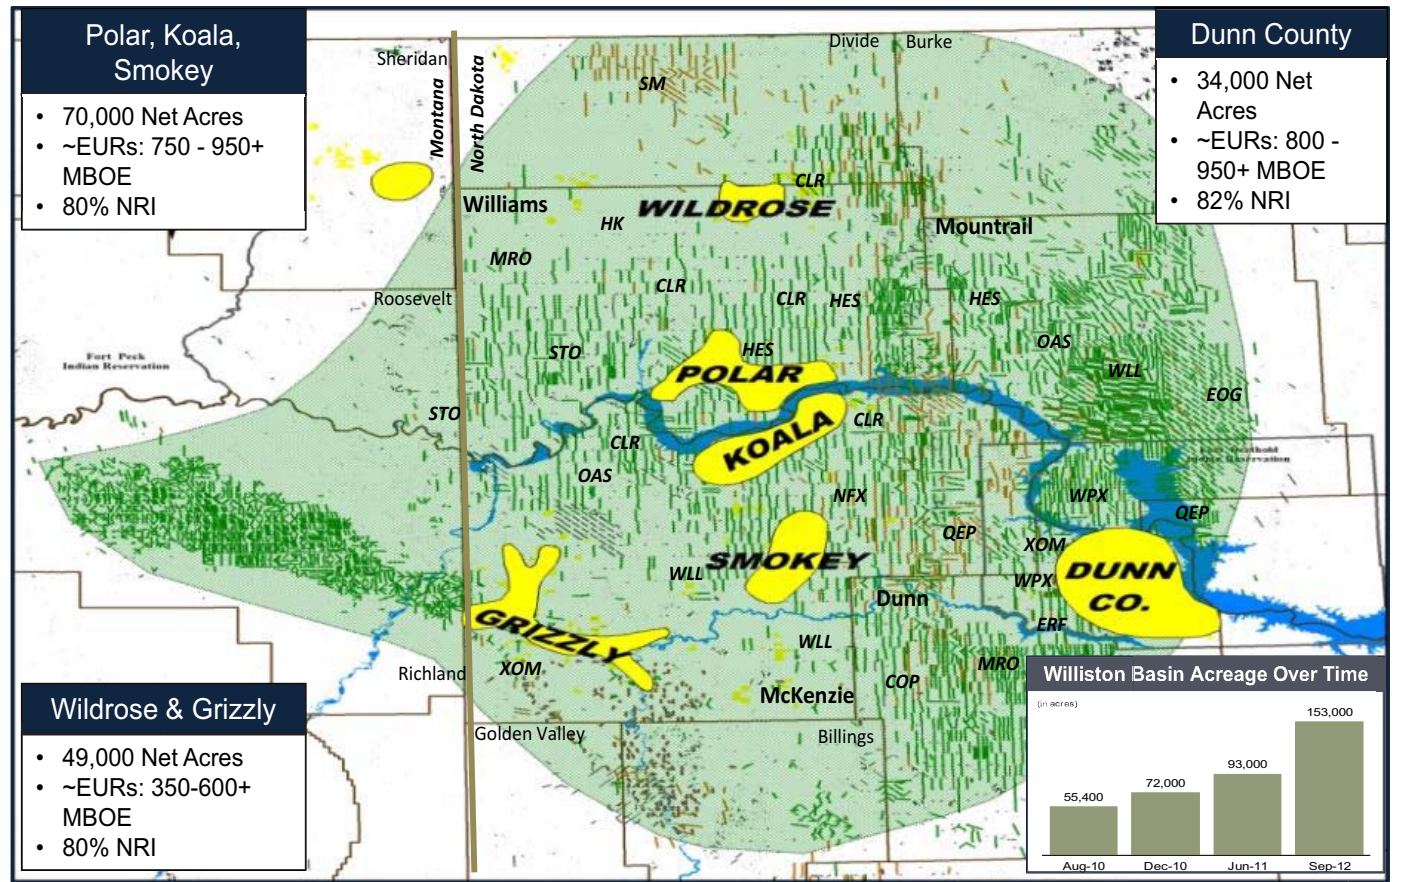 Polar, Koala,
Smokey
• 70,000 Net Acres
• ~EURs: 750 - 950+
MBOE
• 80% NRI
Dunn County
• 34,000 Net
Acres
• ~EURs: 800 -
950+ MBOE
• 82% NRI
Sheridan
Montana
North Dakota
Divide
Burke
SM
CLR
Williams
WILDROSE
HK
Mountrail
MRO
CLR
CLR
HES
HES
Roosevelt
Fort Peck
Indian Reservation
STO
HES
OAS
POLAR
WLL
EOG
STO
CLR
KOALA
CLR
Indian Reservation
OAS
NFX
WPX
QEP
QEP
XOM
SMOKEY
WLL
WPX
DUNN
CO.
Dunn
GRIZZLY
ERF
WLL
XOM
MRO
Richland
COP
McKenzie
Golden Valley
Billings
Wildrose & Grizzly
• 49,000 Net Acres
• ~EURs: 350-600+
MBOE
• 80% NRI
Williston Basin Acreage Over Time
(in acres)
153,000
93,000
72,000
55,400
Aug-10 Dec-10 Jun-11 Sep-12